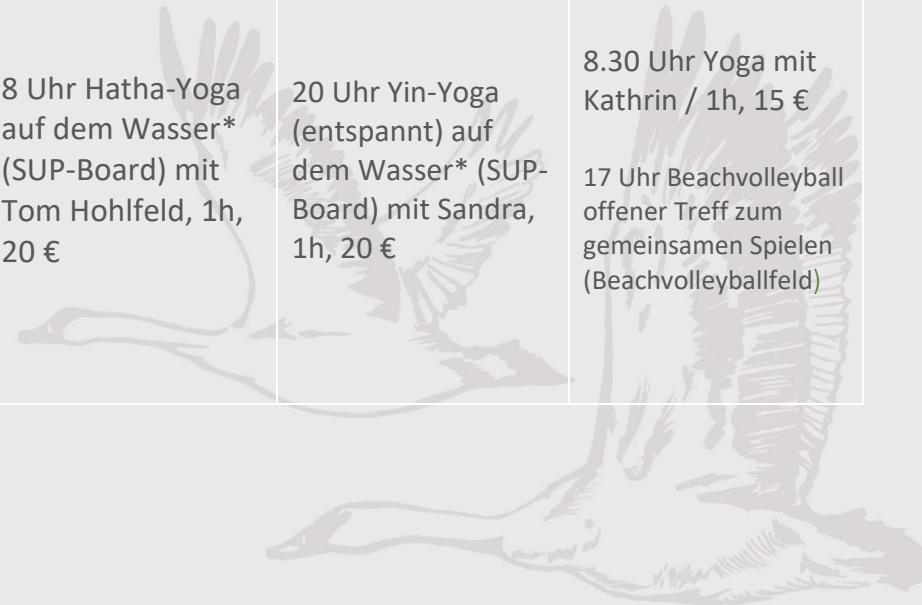 8 Uhr Hatha-Yoga
auf dem Wasser*
(SUP-Board) mit
Tom Hohlfeld, 1h,
20 €
20 Uhr Yin-Yoga
(entspannt) auf
dem Wasser* (SUP-
Board) mit Sandra,
1h, 20 €
8.30 Uhr Yoga mit
Kathrin / 1h, 15 €
17 Uhr Beachvolleyball
offener Treff zum
gemeinsamen Spielen
(Beachvolleyballfeld)